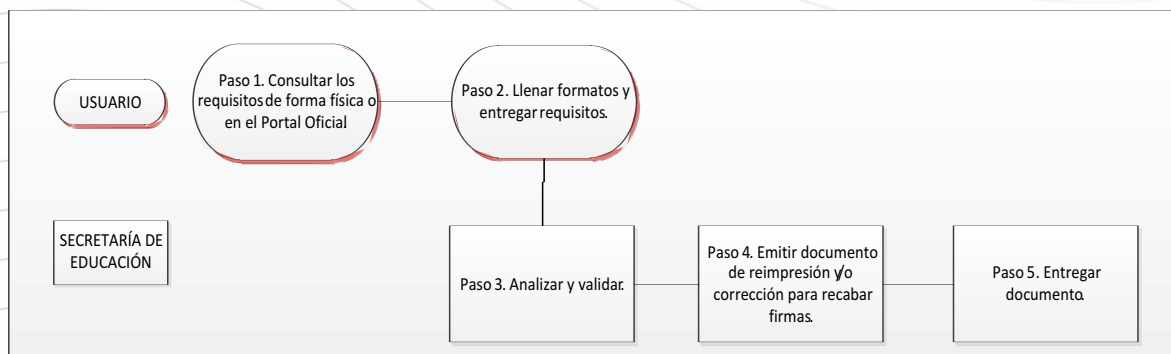 USUARIO
Paso 1. Consultar los
requisitos de forma física o
en el Portal Oficial.
Paso 2. Llenar formatos y
entregar requisitos.
SECRETARÍA DE
EDUCACIÓN
Paso 3. Analizar y validar.
Paso 4. Emitir documento
de reimpresión y/o
corrección para recabar
firmas.
Paso 5. Entregar
documento.